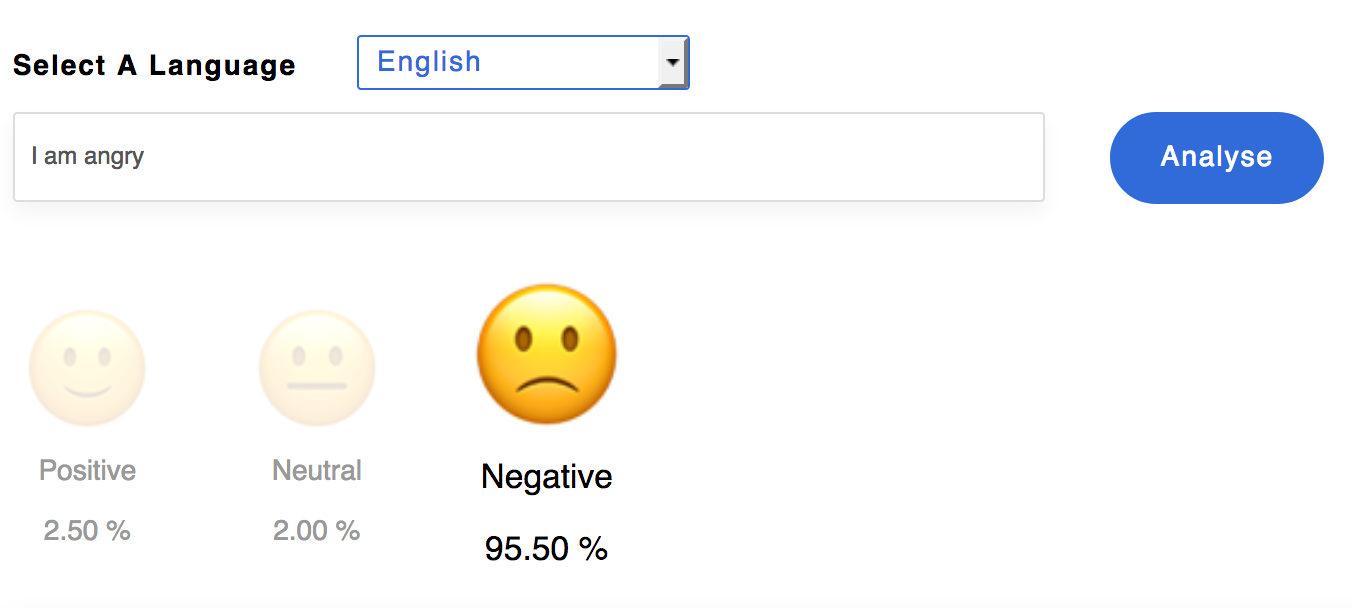 Select A Language
English
I am angry
Analyse
Positive
Neutral
Negative
2.50 %
2.00 %
95.50 %